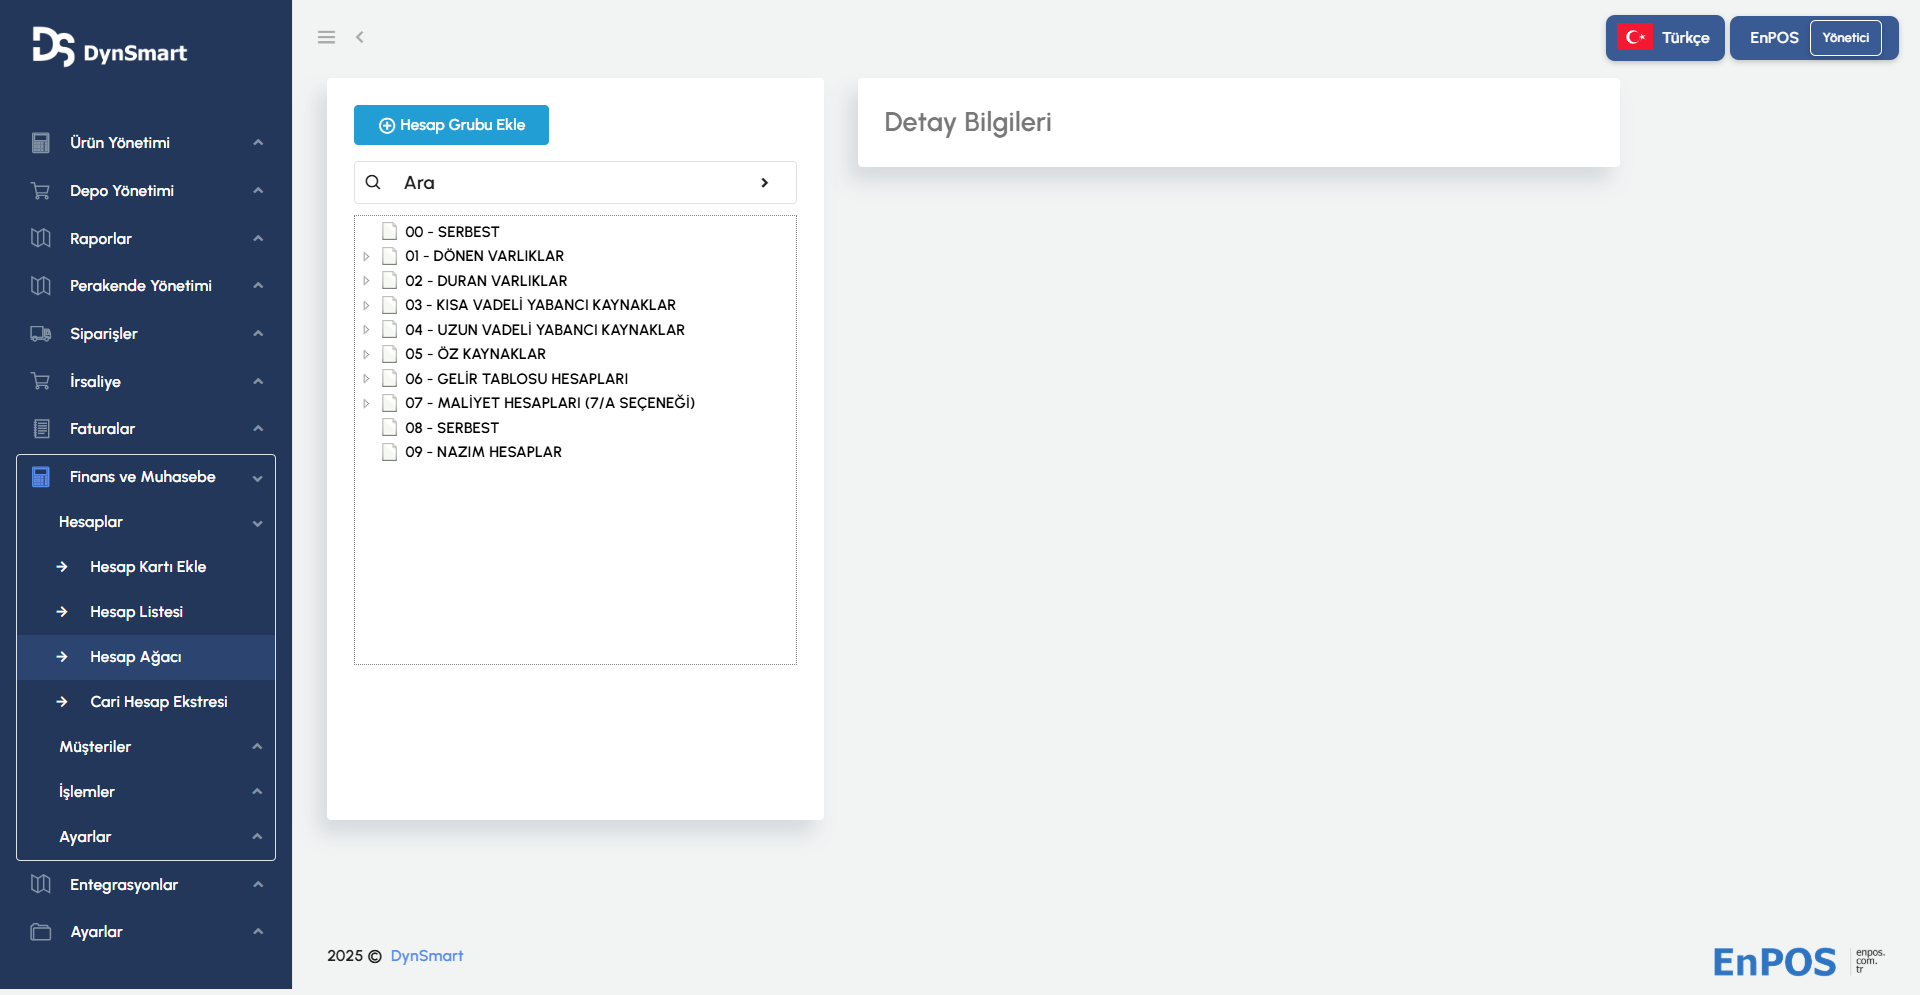 DynSmart
Ürün Yönetimi
Depo Yönetimi
Raporlar
Perakende Yönetimi
Siparişler
İrsaliye
Faturalar
Finans ve Muhasebe
Hesaplar
Hesap Kartı Ekle
Hesap Listesi
Hesap Ağacı
Cari Hesap Ekstresi
Müşteriler
İşlemler
Ayarlar
Entegrasyonlar
Ayarlar
Türkçe
EnPOS Yönetici
Hesap Grubu Ekle
Ara
00 - SERBEST
01 - DÖNEN VARLIKLAR
02 - DURAN VARLIKLAR
03 - KISA VADELİ YABANCI KAYNAKLAR
04 - UZUN VADELİ YABANCI KAYNAKLAR
05 - ÖZ KAYNAKLAR
06 - GELİR TABLOSU HESAPLARI
07 - MALİYET HESAPLARI (7/A SEÇENEĞİ)
08 - SERBEST
09 - NAZIM HESAPLAR
Detay Bilgileri
2025 © DynSmart
EnPOS
enpos.
com.
tr